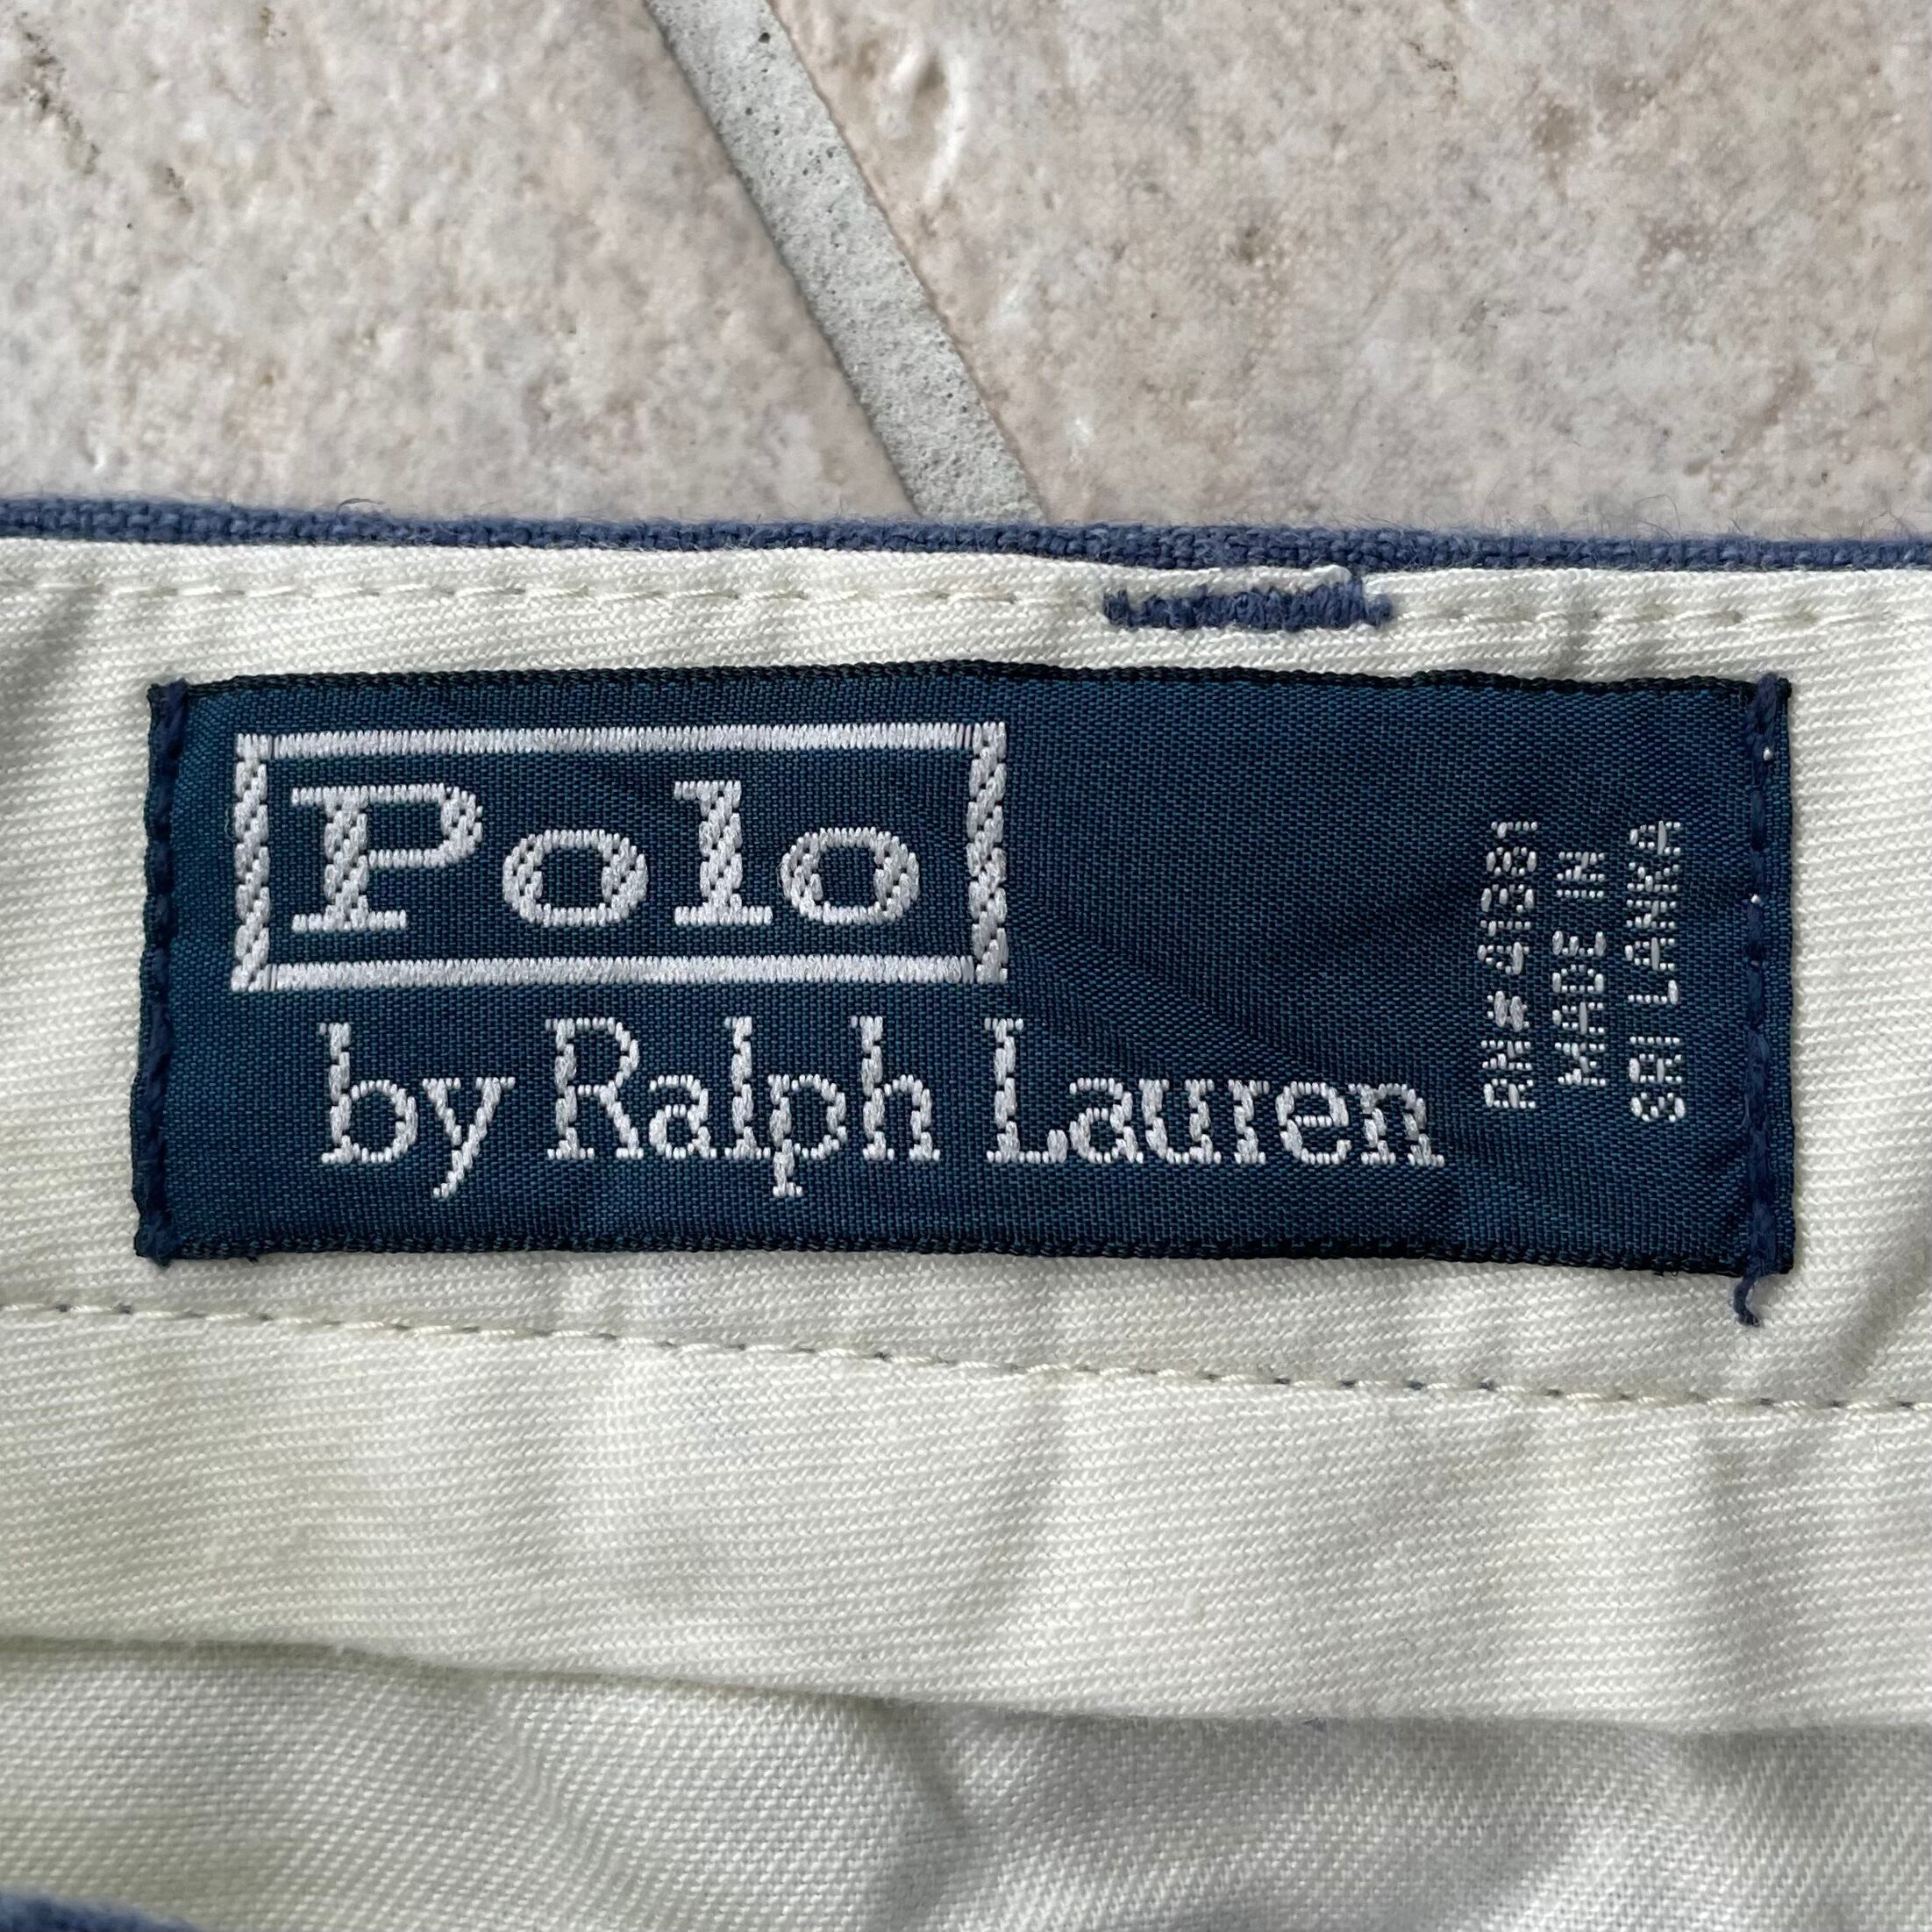 Polo
by Ralph Lauren
RN# 41381
MADE IN
SRI LANKA